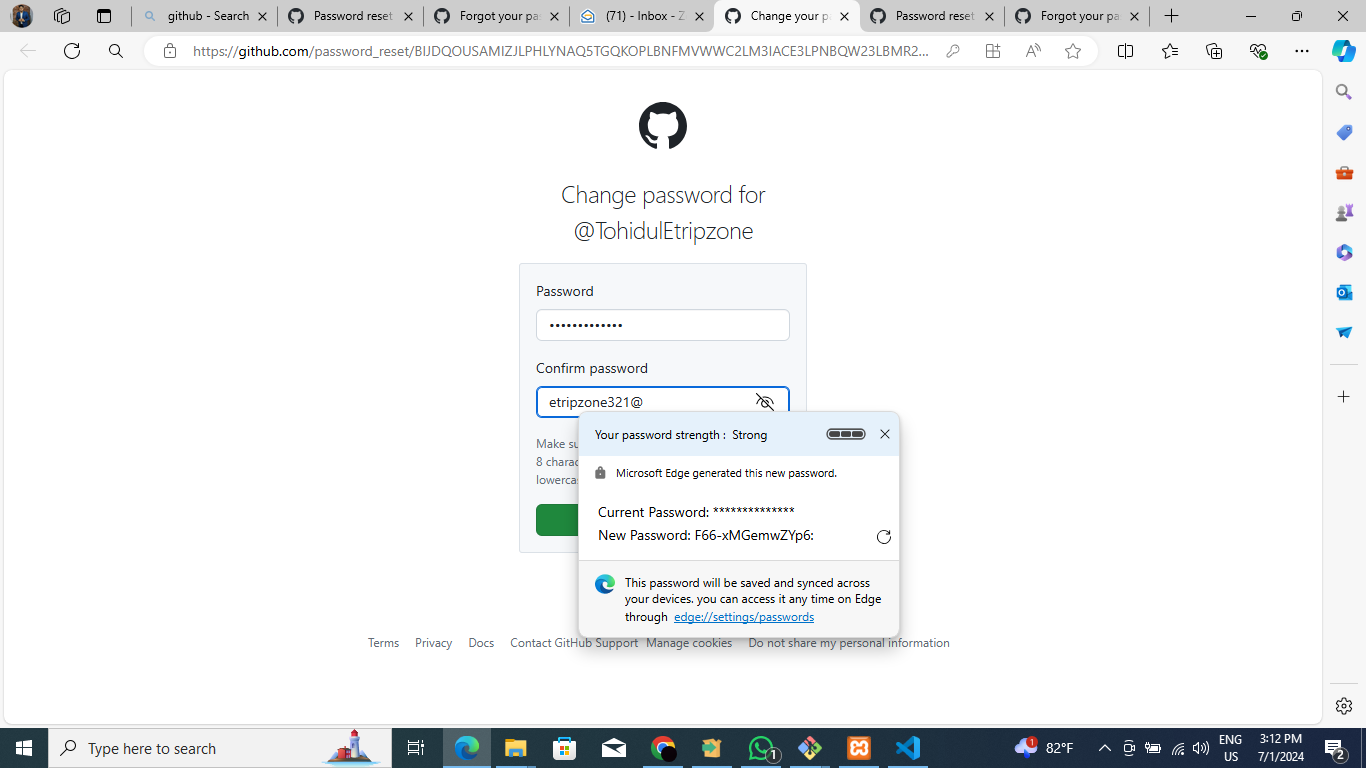 github - Search
Password reset
Forgot your pa
(71) - Inbox - Z
Change your p
Password reset
Forgot your pa
https://github.com/password_reset/BIJDQOUSAMIZJLPHLYNAQ5TGQKOPLBNFMVWWC2LM3IACE3LPNBQW23LBMR2...
Change password for
@TohidulEtripzone
Password
•••••••••••••
Confirm password
etripzone321@
Make su
8 charac
lowerca
Your password strength : Strong
Microsoft Edge generated this new password.
Current Password: **************
New Password: F66-xMGemwZYp6:
This password will be saved and synced across
your devices. you can access it any time on Edge
through edge://settings/passwords
Terms Privacy Docs Contact GitHub Support Manage cookies Do not share my personal information
Type here to search
1
1
82°F
ENG
US
3:12 PM
7/1/2024
2